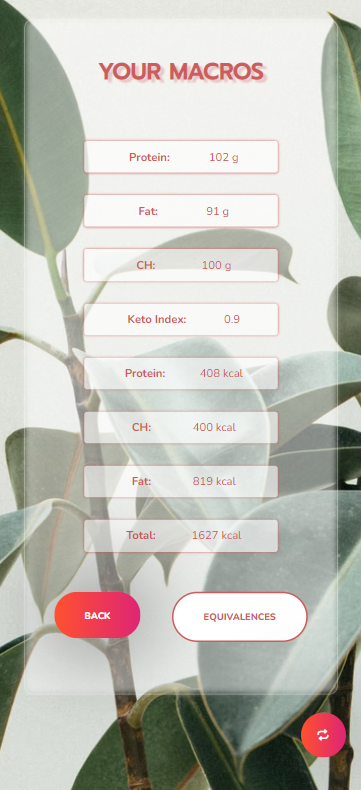 YOUR MACROS
Protein: 102 g
Fat: 91 g
CH: 100 g
Keto Index: 0.9
Protein: 408 kcal
CH: 400 kcal
Fat: 819 kcal
Total: 1627 kcal
BACK EQUIVALENCES